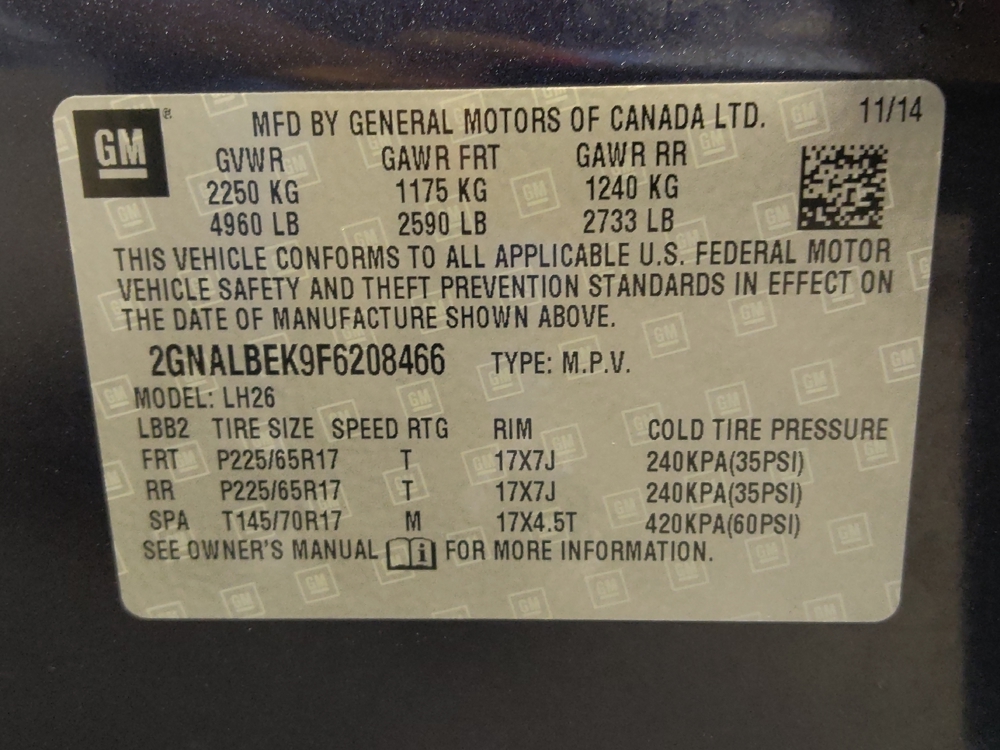 GM
MFD BY GENERAL MOTORS OF CANADA LTD. 11/14
GVWR GAWR FRT GAWR RR
2250 KG 1175 KG 1240 KG
4960 LB 2590 LB 2733 LB
THIS VEHICLE CONFORMS TO ALL APPLICABLE U.S. FEDERAL MOTOR
VEHICLE SAFETY AND THEFT PREVENTION STANDARDS IN EFFECT ON
THE DATE OF MANUFACTURE SHOWN ABOVE.
2GNALBEK9F6208466 TYPE: M.P.V.
MODEL: LH26
LBB2 TIRE SIZE SPEED RTG RIM COLD TIRE PRESSURE
FRT P225/65R17 T 17X7J 240KPA(35PSI)
RR P225/65R17 T 17X7J 240KPA(35PSI)
SPA T145/70R17 M 17X4.5T 420KPA(60PSI)
SEE OWNER'S MANUAL FOR MORE INFORMATION.